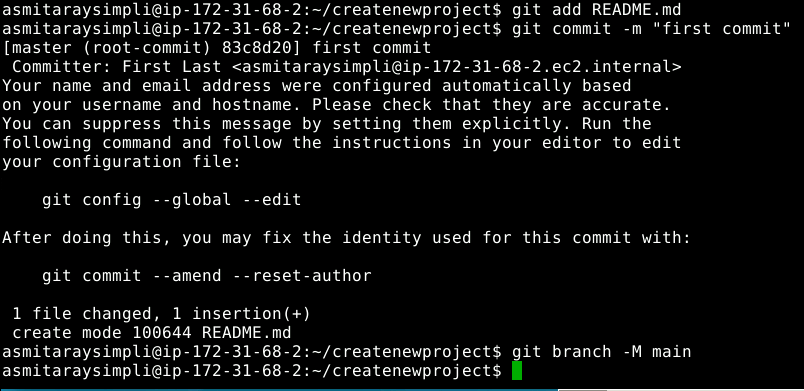 asmitaraysimpli@ip-172-31-68-2:~/createnewproject$ git add README.md
asmitaraysimpli@ip-172-31-68-2:~/createnewproject$ git commit -m "first commit"
[master (root-commit) 83c8d20] first commit
 Committer: First Last <asmitaraysimpli@ip-172-31-68-2.ec2.internal>
Your name and email address were configured automatically based
on your username and hostname. Please check that they are accurate.
You can suppress this message by setting them explicitly. Run the
following command and follow the instructions in your editor to edit
your configuration file:

    git config --global --edit

After doing this, you may fix the identity used for this commit with:

    git commit --amend --reset-author

 1 file changed, 1 insertion(+)
 create mode 100644 README.md
asmitaraysimpli@ip-172-31-68-2:~/createnewproject$ git branch -M main
asmitaraysimpli@ip-172-31-68-2:~/createnewproject$